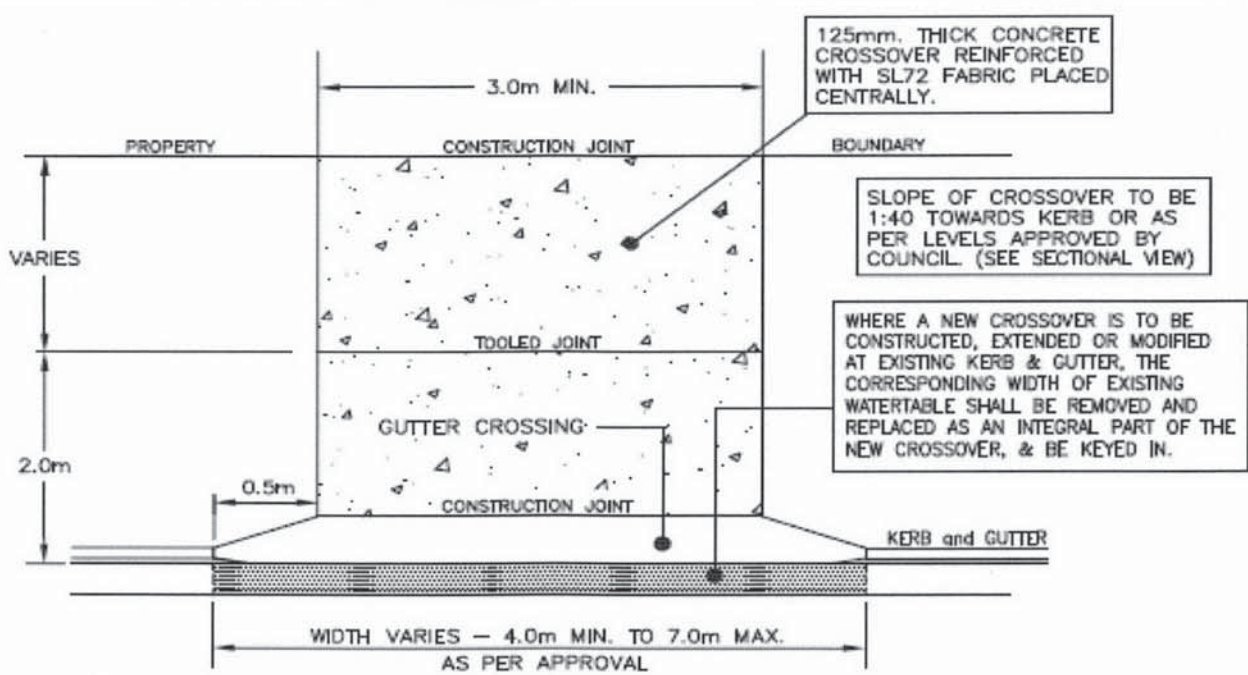 125mm. THICK CONCRETE
CROSSOVER REINFORCED
WITH SL72 FABRIC PLACED
CENTRALLY.
3.0m MIN.
PROPERTY
CONSTRUCTION JOINT
BOUNDARY
SLOPE OF CROSSOVER TO BE
1:40 TOWARDS KERB OR AS
PER LEVELS APPROVED BY
COUNCIL. (SEE SECTIONAL VIEW)
VARIES
TOOLED JOINT
WHERE A NEW CROSSOVER IS TO BE
CONSTRUCTED, EXTENDED OR MODIFIED
AT EXISTING KERB & GUTTER, THE
CORRESPONDING WIDTH OF EXISTING
WATERTABLE SHALL BE REMOVED AND
REPLACED AS AN INTEGRAL PART OF THE
NEW CROSSOVER, & BE KEYED IN.
GUTTER CROSSING
2.0m
0.5m
CONSTRUCTION JOINT
KERB and GUTTER
WIDTH VARIES – 4.0m MIN. TO 7.0m MAX.
AS PER APPROVAL